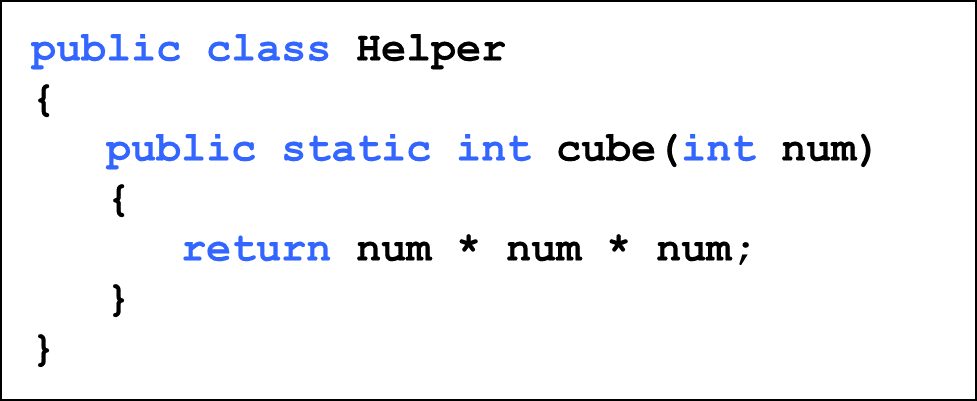 public class Helper
{
public static int cube(int num)
{
return num * num * num;
}
}